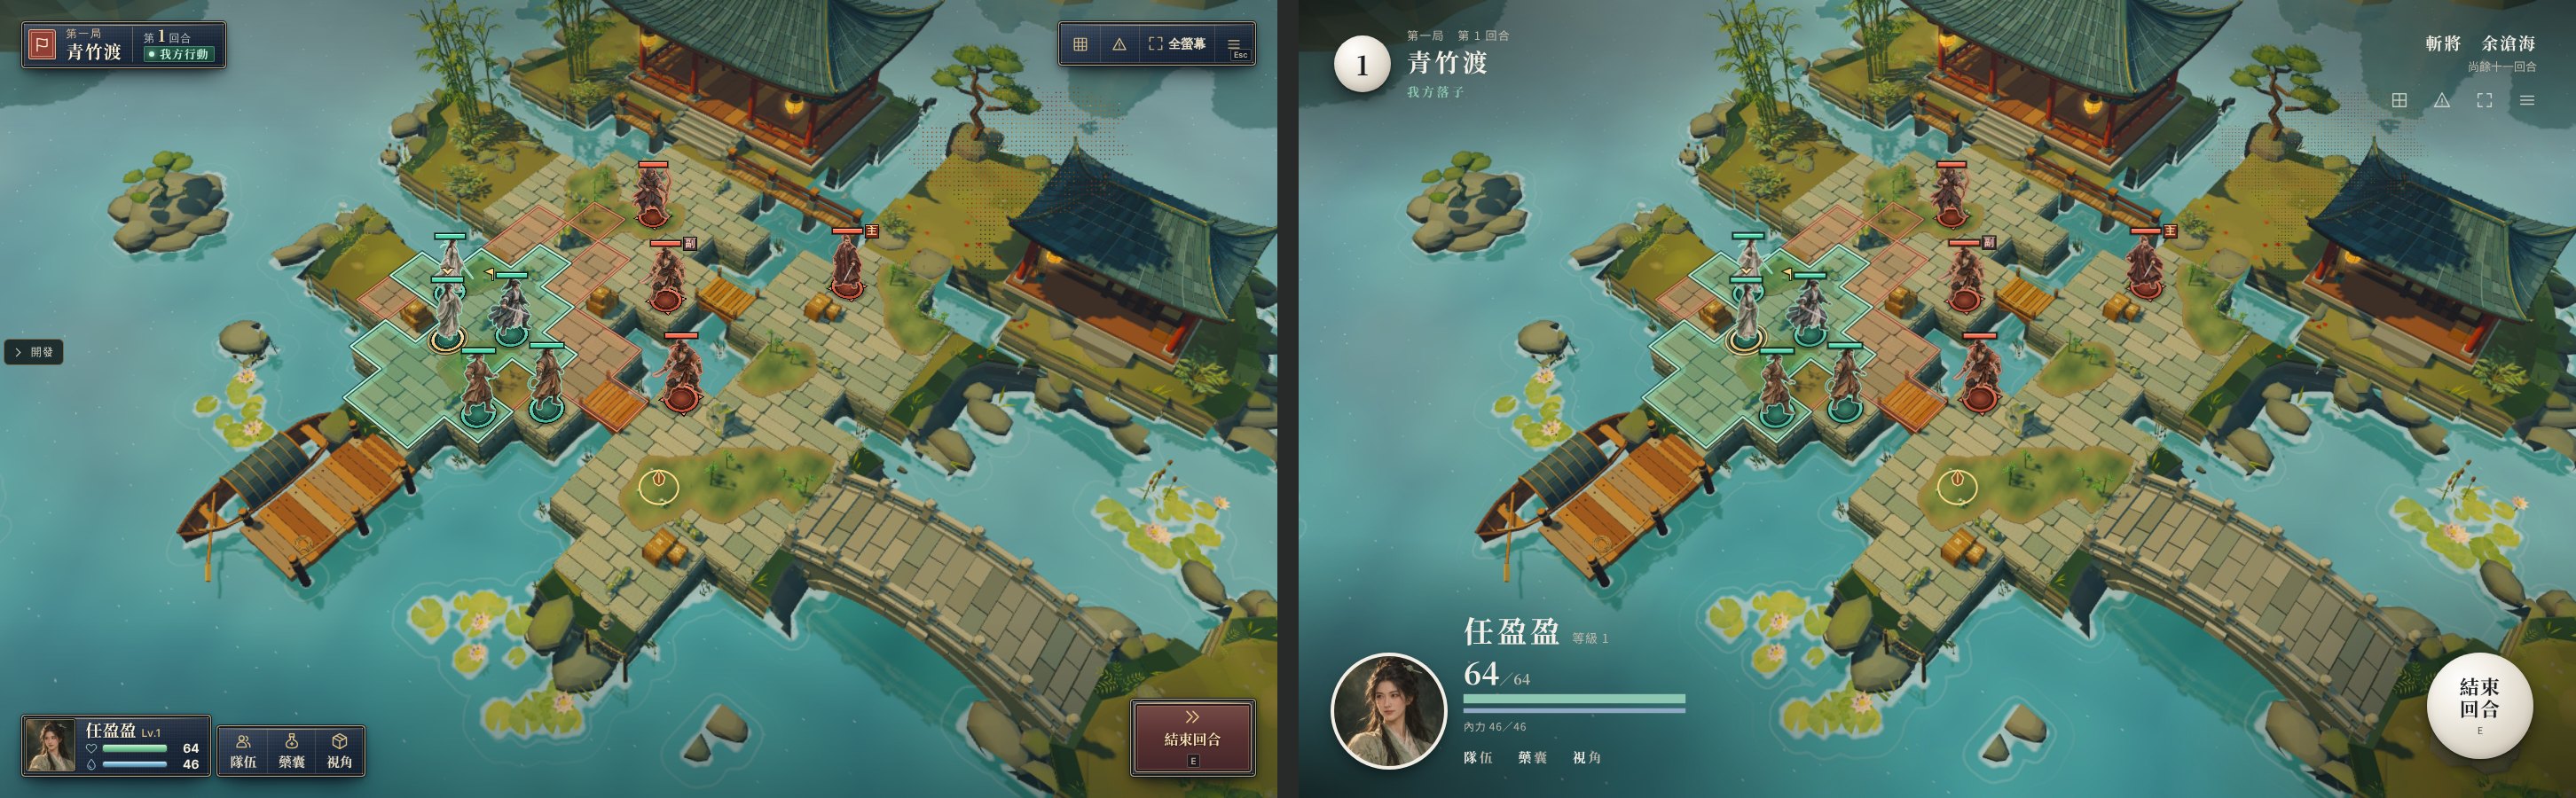 第一局
青竹渡
第1回合
我方行動
全螢幕
Esc
主
副
開發
任盈盈 Lv.1
64
46
隊伍 藥囊 視角
結束回合
E
1
第一局 第 1 回合
青竹渡
我方落子
斬將 余滄海
尚餘十一回合
主
副
任盈盈 等級 1
64/64
內力 46/46
隊伍 藥囊 視角
結束
回合
E